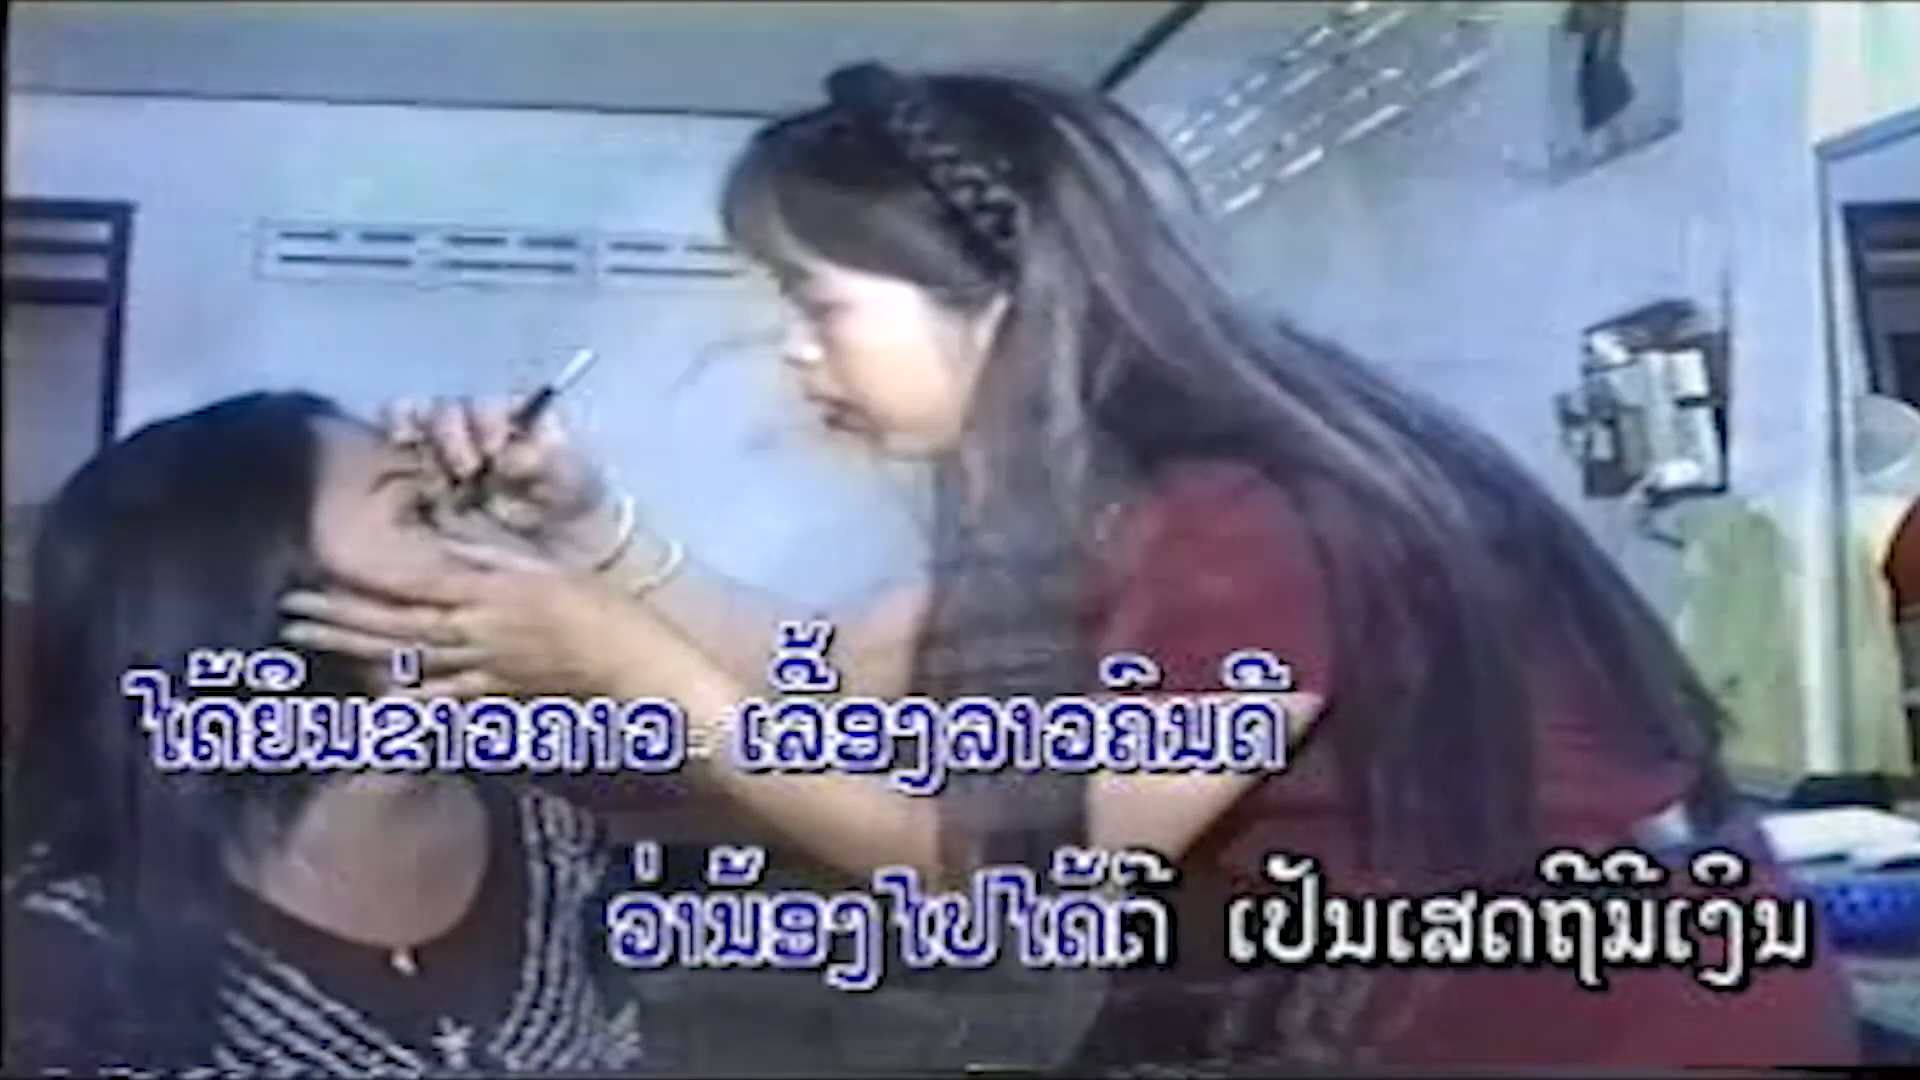 ໄດ້ຍິນຂ່າວຄາວ ເລື້ອງລາວຄົນດີ
ວ່ານ້ອງໄປໄດ້ດີ ເປັນເສດຖີມີເງິນ